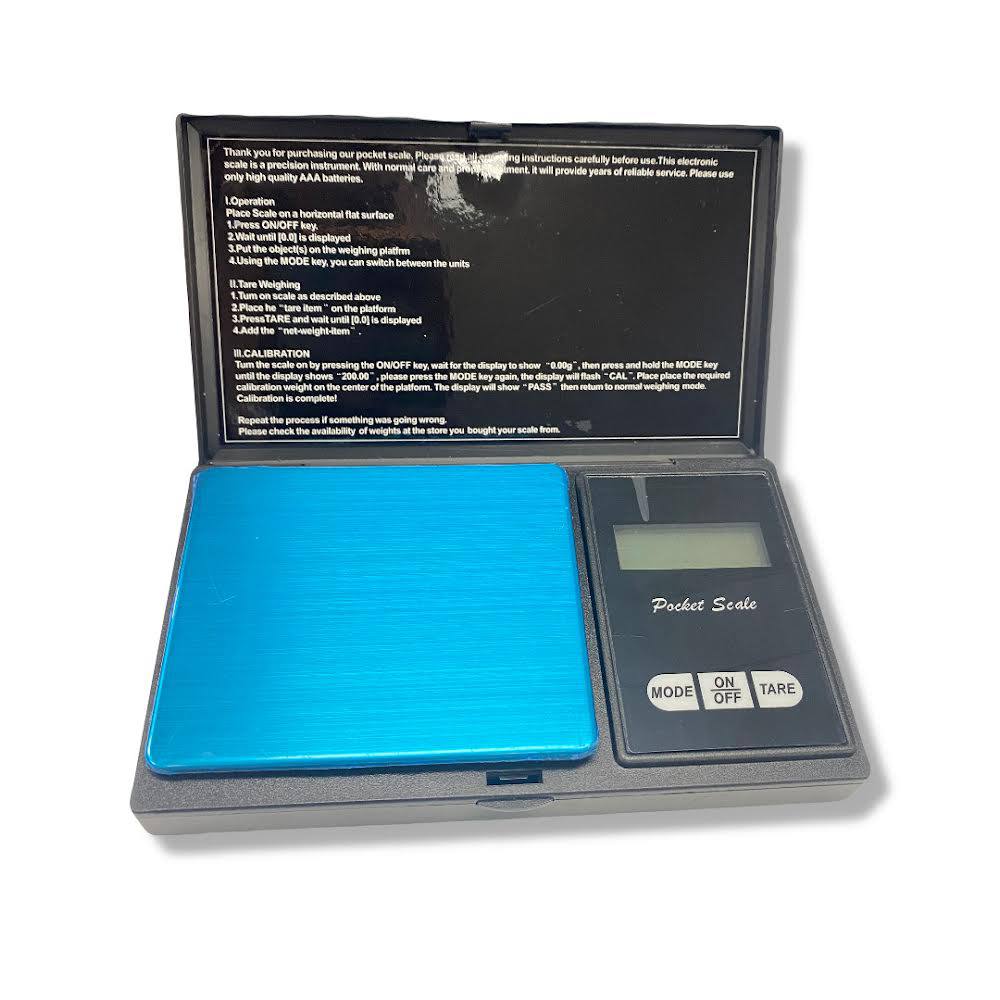 Thank you for purchasing our pocket scale, Please read all operating instructions carefully before use.This electronic
scale is a precision instrument. With normal care and proper treatment. it will provide years of reliable service. Please use
only high quality AAA batteries.
I.Operation
Place Scale on a horizontal flat surface
1.Press ON/OFF key.
2.Wait until [0.0] is displayed
3.Put the object(s) on the weighing platfrm
4.Using the MODE key, you can switch between the units
II.Tare Weighing
1.Turn on scale as described above
2.Place he "tare item" on the platform
3.PressTARE and wait until [0.0] is displayed
4.Add the "net-weight-item".
III.CALIBRATION
Turn the scale on by pressing the ON/OFF key, wait for the display to show "0.00g", then press and hold the MODE key
until the display shows "200.00", please press the MODE key again, the display will flash "CAL". Place place the required
calibration weight on the center of the platform. The display will show "PASS" then return to normal weighing mode.
Calibration is complete!
Repeat the process if something was going wrong.
Please check the availability of weights at the store you bought your scale from.
Pocket Scale
MODE
ON
OFF
TARE